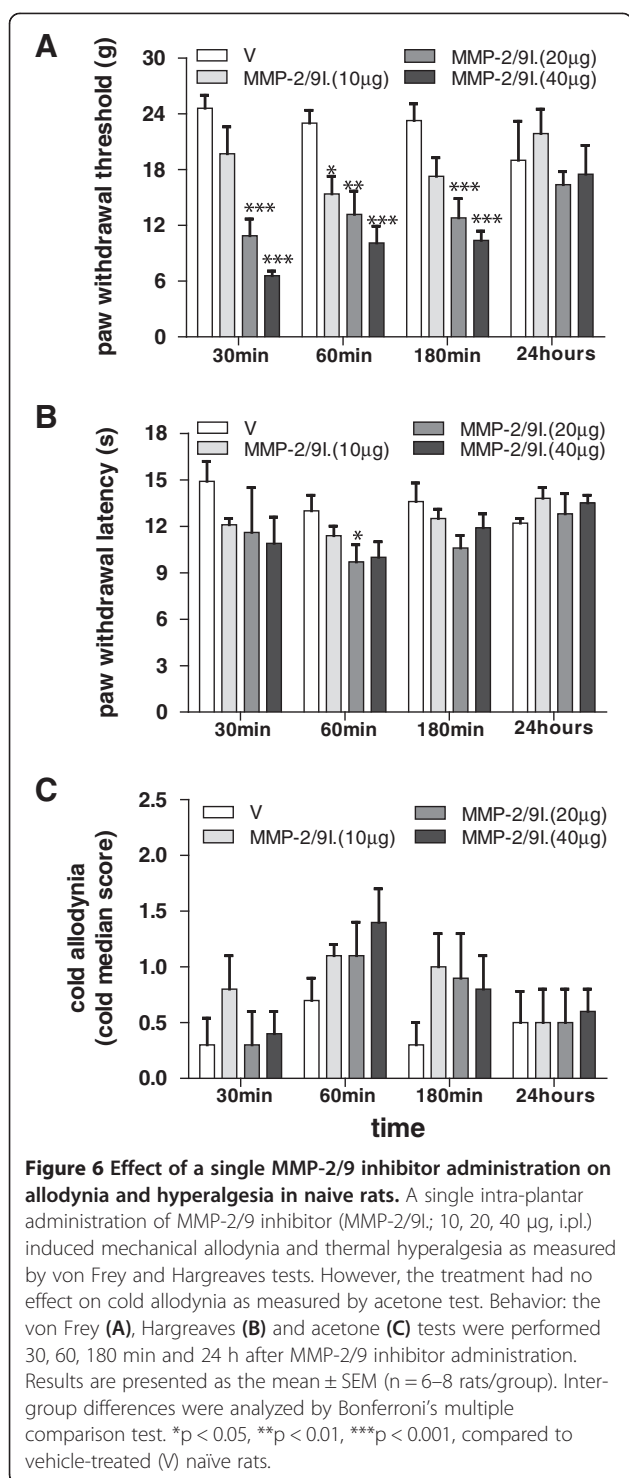 A
V
MMP-2/9I.(10µg)
MMP-2/9I.(20µg)
MMP-2/9I.(40µg)
paw withdrawal threshold (g)
30
24
18
12
6
0
***
***
*
**
***
***
***
30min
60min
180min
24hours
B
V
MMP-2/9I.(10µg)
MMP-2/9I.(20µg)
MMP-2/9I.(40µg)
paw withdrawal latency (s)
18
15
12
9
6
3
0
*
30min
60min
180min
24hours
C
V
MMP-2/9I.(10µg)
MMP-2/9I.(20µg)
MMP-2/9I.(40µg)
cold allodynia
(cold median score)
2.5
2.0
1.5
1.0
0.5
0.0
30min
60min
180min
24hours
time
Figure 6 Effect of a single MMP-2/9 inhibitor administration on
allodynia and hyperalgesia in naive rats. A single intra-plantar
administration of MMP-2/9 inhibitor (MMP-2/9I.; 10, 20, 40 µg, i.pl.)
induced mechanical allodynia and thermal hyperalgesia as measured
by von Frey and Hargreaves tests. However, the treatment had no
effect on cold allodynia as measured by acetone test. Behavior: the
von Frey (A), Hargreaves (B) and acetone (C) tests were performed
30, 60, 180 min and 24 h after MMP-2/9 inhibitor administration.
Results are presented as the mean ± SEM (n = 6–8 rats/group). Inter-
group differences were analyzed by Bonferroni's multiple
comparison test. *p < 0.05, **p < 0.01, ***p < 0.001, compared to
vehicle-treated (V) naïve rats.